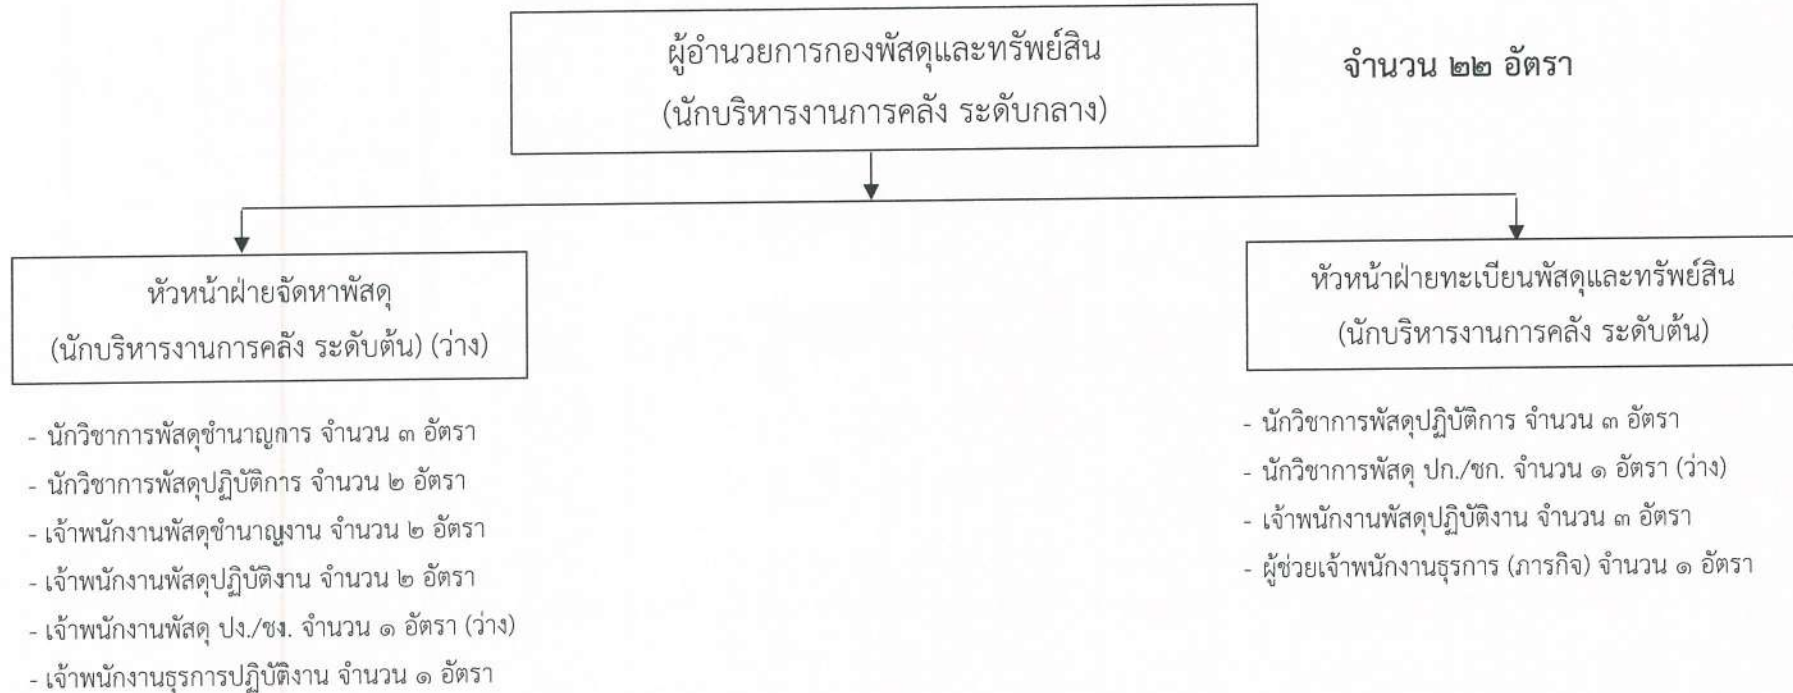 ผู้อำนวยการกองพัสดุและทรัพย์สิน
(นักบริหารงานการคลัง ระดับกลาง)
จำนวน ๒๒ อัตรา
หัวหน้าฝ่ายจัดหาพัสดุ
(นักบริหารงานการคลัง ระดับต้น) (ว่าง)
- นักวิชาการพัสดุชำนาญการ จำนวน ๓ อัตรา
- นักวิชาการพัสดุปฏิบัติการ จำนวน ๒ อัตรา
- เจ้าพนักงานพัสดุชำนาญงาน จำนวน ๒ อัตรา
- เจ้าพนักงานพัสดุปฏิบัติงาน จำนวน ๒ อัตรา
- เจ้าพนักงานพัสดุ ปง./ชง. จำนวน ๑ อัตรา (ว่าง)
- เจ้าพนักงานธุรการปฏิบัติงาน จำนวน ๑ อัตรา
หัวหน้าฝ่ายทะเบียนพัสดุและทรัพย์สิน
(นักบริหารงานการคลัง ระดับต้น)
- นักวิชาการพัสดุปฏิบัติการ จำนวน ๓ อัตรา
- นักวิชาการพัสดุ ปก./ชก. จำนวน ๑ อัตรา (ว่าง)
- เจ้าพนักงานพัสดุปฏิบัติงาน จำนวน ๓ อัตรา
- ผู้ช่วยเจ้าพนักงานธุรการ (ภารกิจ) จำนวน ๑ อัตรา